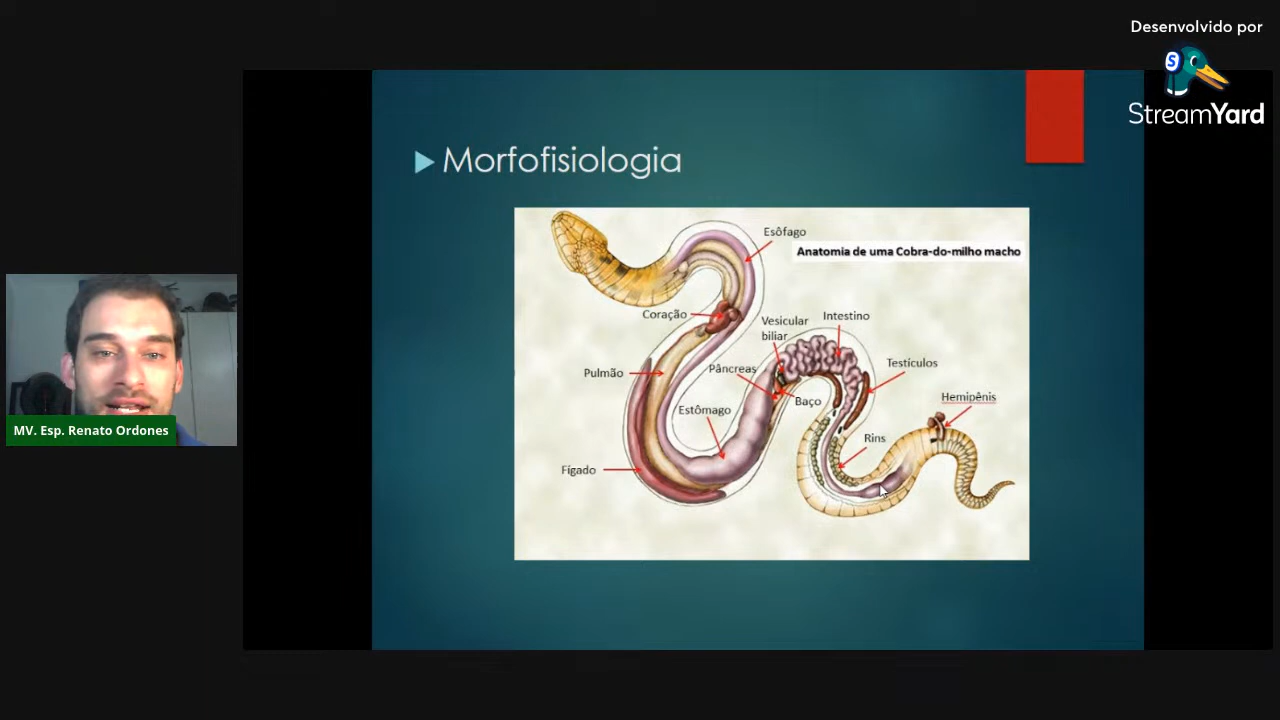 Desenvolvido por
S
StreamYard
Morfofisiologia
Esôfago
Anatomia de uma Cobra-do-milho macho
Coração
Vesicular
biliar
Intestino
Pulmão
Pâncreas
Testículos
Estômago
Baço
Hemipênis
Rins
Fígado
MV. Esp. Renato Ordones